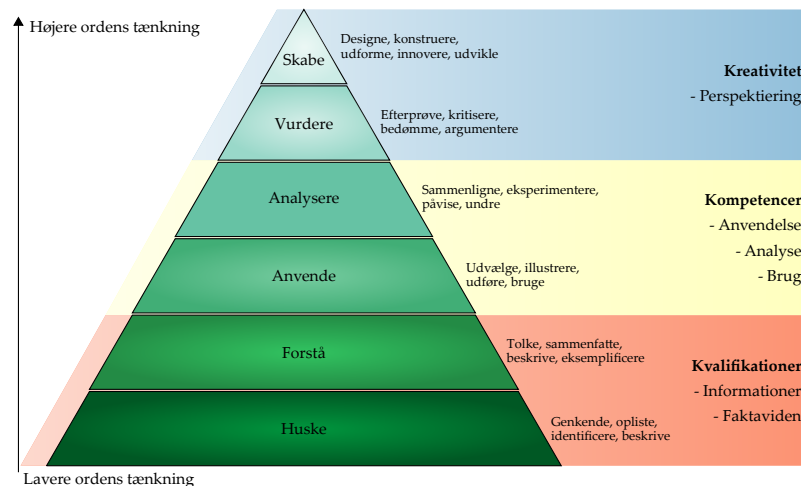 Højere ordens tænkning
Skabe
Designe, konstruere,
udforme, innovere, udvikle
Kreativitet
- Perspektiering
Vurdere
Efterprøve, kritisere,
bedømme, argumentere
Analysere
Sammenligne, eksperimentere,
påvise, undre
Kompetencer
- Anvendelse
- Analyse
- Brug
Anvende
Udvælge, illustrere,
udføre, bruge
Forstå
Tolke, sammenfatte,
beskrive, eksemplificere
Kvalifikationer
- Informationer
- Faktaviden
Huske
Genkende, opliste,
identificere, beskrive
Lavere ordens tænkning